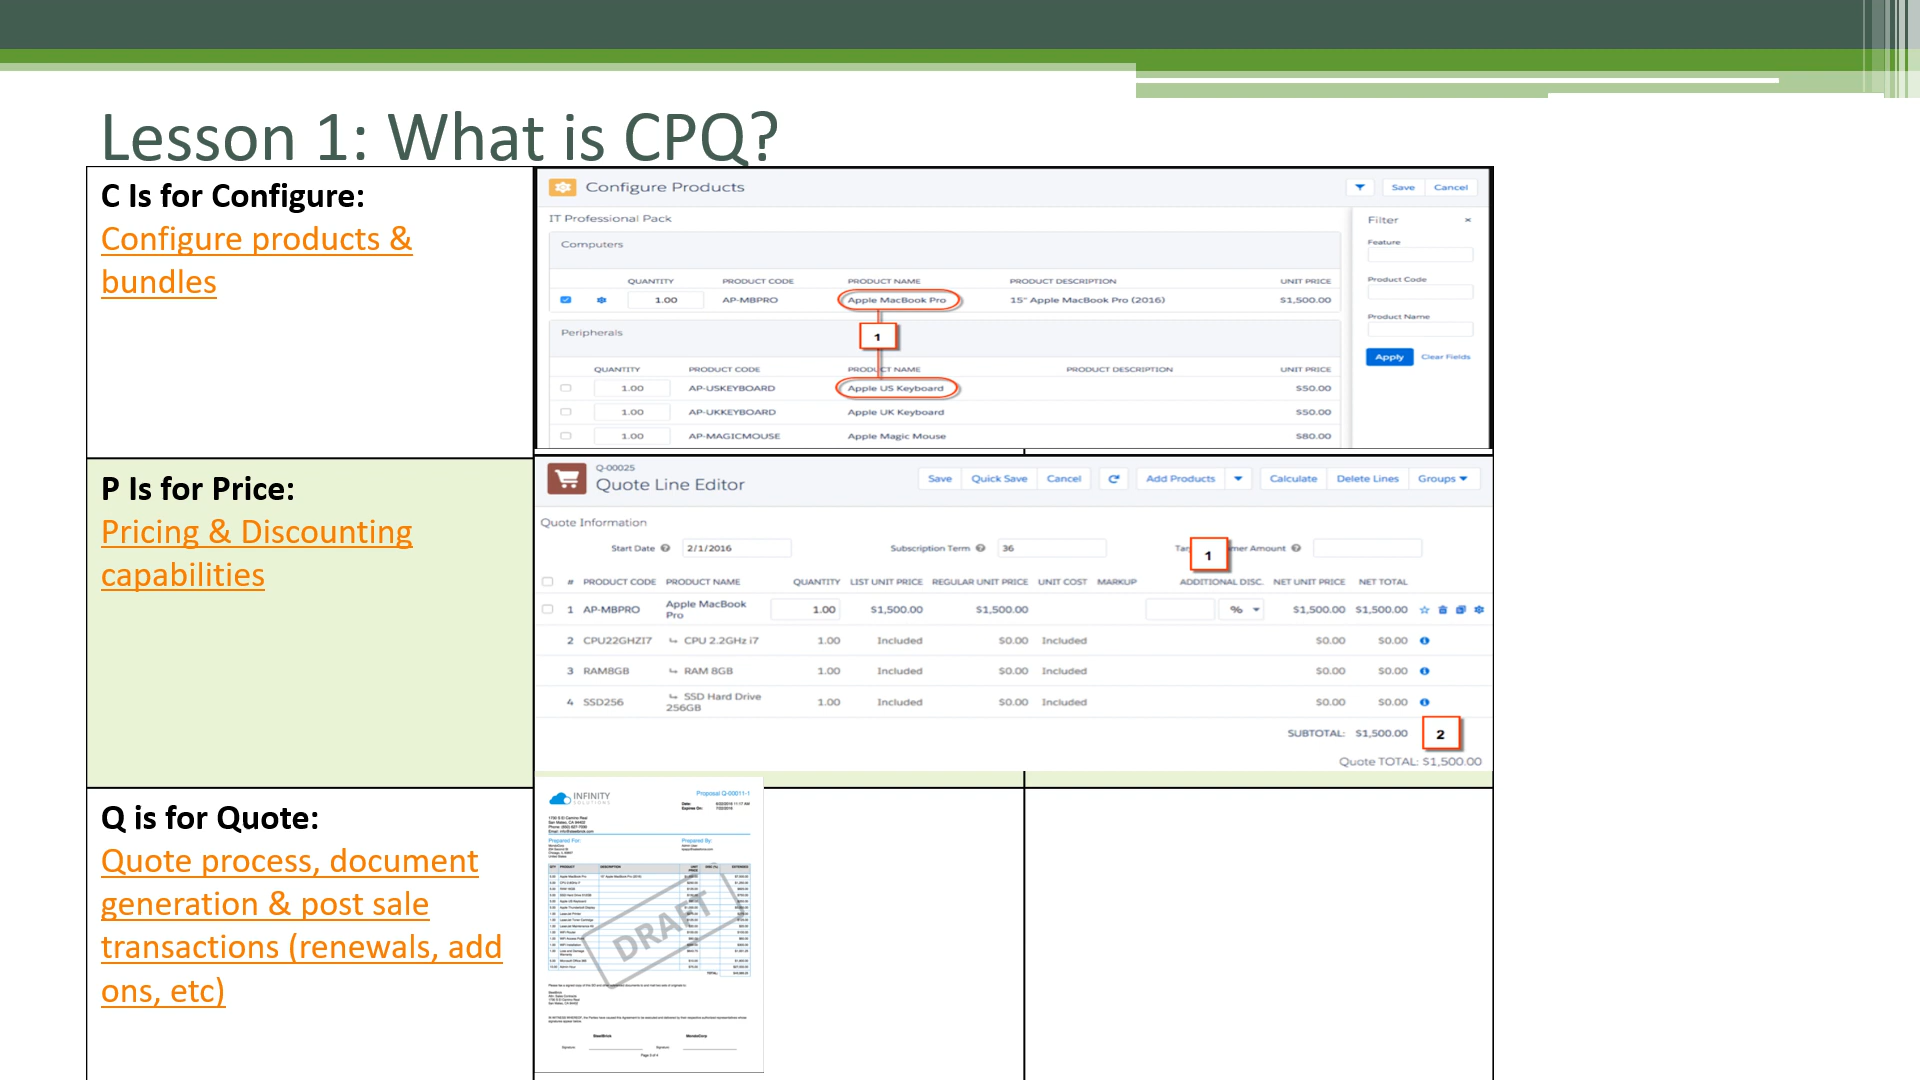 Lesson 1: What is CPQ?
C Is for Configure:
Configure products &
bundles
Configure Products
Save Cancel
IT Professional Pack
Computers
QUANTITY PRODUCT CODE PRODUCT NAME PRODUCT DESCRIPTION UNIT PRICE
1.00 AP-MBPRO Apple MacBook Pro 15" Apple MacBook Pro (2016) $1,500.00
Peripherals
1
QUANTITY PRODUCT CODE PRODUCT NAME PRODUCT DESCRIPTION UNIT PRICE
1.00 AP-USKEYBOARD Apple US Keyboard $50.00
1.00 AP-UKKEYBOARD Apple UK Keyboard $50.00
1.00 AP-MAGICMOUSE Apple Magic Mouse $80.00
Filter ×
Feature
Product Code
Product Name
Apply Clear Fields
P Is for Price:
Pricing & Discounting
capabilities
Q-00025
Quote Line Editor
Save Quick Save Cancel Add Products Calculate Delete Lines Groups
Quote Information
Start Date 2/1/2016 Subscription Term 36 Tar 1 mer Amount
# PRODUCT CODE PRODUCT NAME QUANTITY LIST UNIT PRICE REGULAR UNIT PRICE UNIT COST MARKUP ADDITIONAL DISC. NET UNIT PRICE NET TOTAL
1 AP-MBPRO Apple MacBook Pro 1.00 $1,500.00 $1,500.00 % $1,500.00 $1,500.00
2 CPU22GHZI7 CPU 2.2GHz i7 1.00 Included $0.00 Included $0.00 $0.00
3 RAM8GB RAM 8GB 1.00 Included $0.00 Included $0.00 $0.00
4 SSD256 SSD Hard Drive 256GB 1.00 Included $0.00 Included $0.00 $0.00
SUBTOTAL: $1,500.00 2
Quote TOTAL: $1,500.00
Q is for Quote:
Quote process, document
generation & post sale
transactions (renewals, add
ons, etc)
INFINITY
SOLUTIONS
Proposal Q-00011-1
Prepared For:
Prepared By:
DRAFT